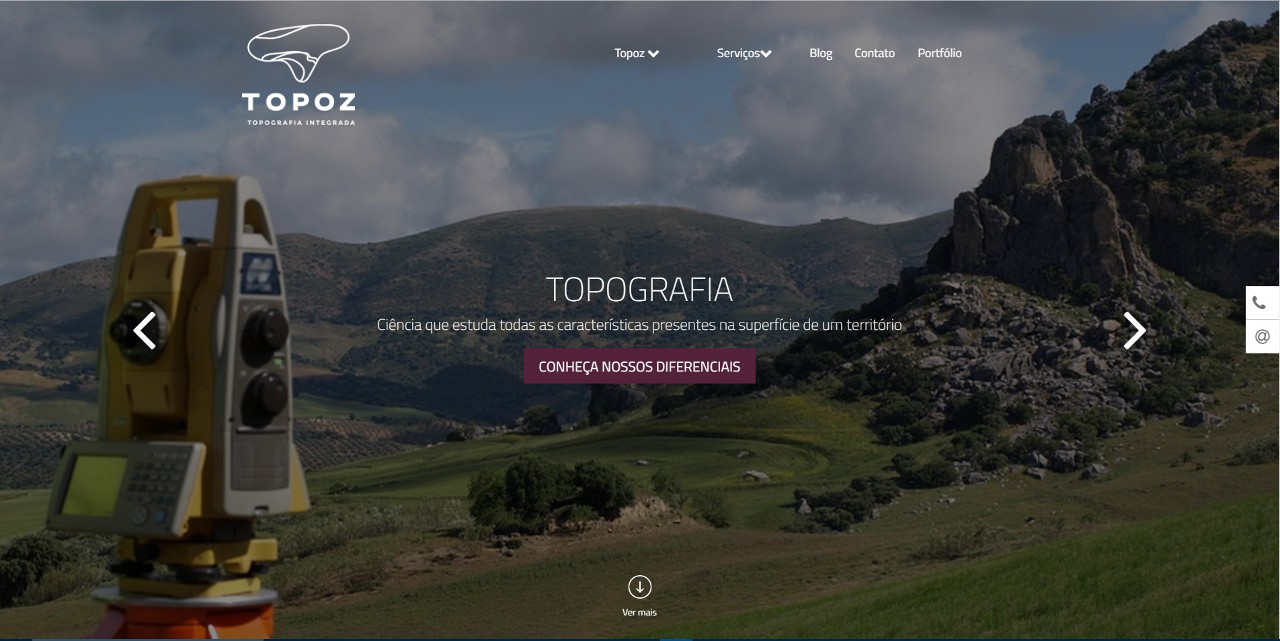 TOPOZ
TOPOGRAFIA INTEGRADA
Topoz
Serviços
Blog
Contato
Portfólio
TOPOGRAFIA
Ciência que estuda todas as características presentes na superfície de um território
CONHEÇA NOSSOS DIFERENCIAIS
@
Ver mais